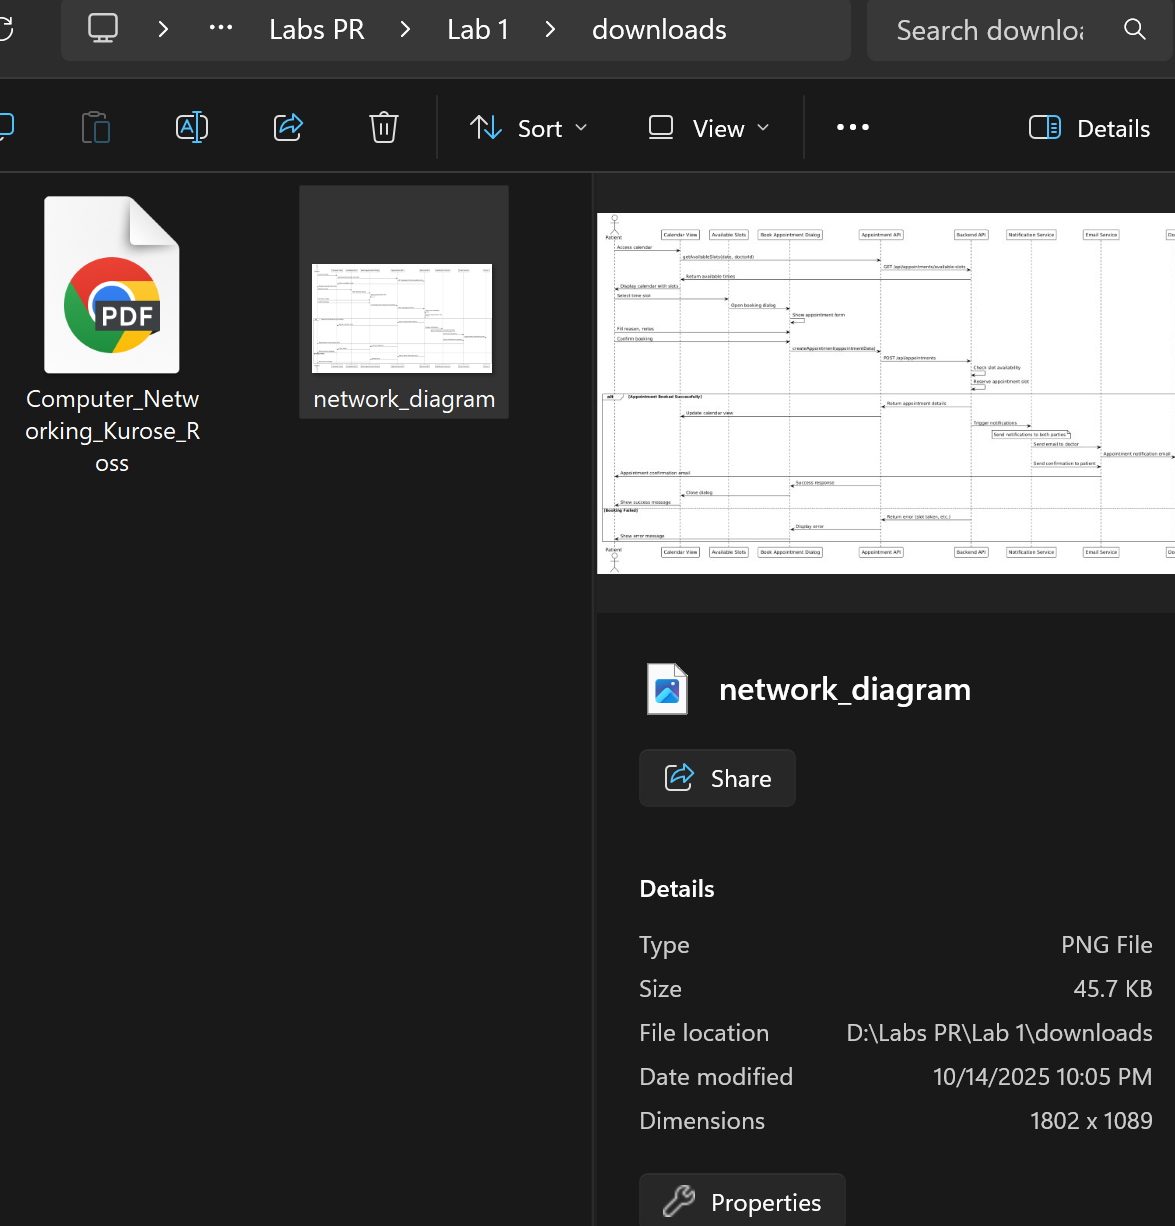 Labs PR
Lab 1
downloads
Search downloa
Sort
View
Details
PDF
Computer_Netw
orking_Kurose_R
oss
network_diagram
Patient
Calendar View
Available Slots
Book Appointment Dialog
Appointment API
Backend API
Notification Service
Email Service
Do
Access calendar
getAvailableSlots(date, doctorId)
GET /api/appointments/available-slots
Return available times
Display calendar with slots
Select time slot
Open booking dialog
Show appointment form
Fill reason, notes
Confirm booking
createAppointment(appointmentData)
POST /api/appointments
Check slot availability
Reserve appointment slot
alt
[Appointment Booked Successfully]
Return appointment details
Update calendar view
Trigger notifications
Send notifications to both parties
Send email to doctor
Appointment notification email
Send confirmation to patient
Appointment confirmation email
Success response
Close dialog
Show success message
[Booking Failed]
Return error (slot taken, etc.)
Display error
Show error message
Patient
Calendar View
Available Slots
Book Appointment Dialog
Appointment API
Backend API
Notification Service
Email Service
Do
network_diagram
Share
Details
Type PNG File
Size 45.7 KB
File location D:\Labs PR\Lab 1\downloads
Date modified 10/14/2025 10:05 PM
Dimensions 1802 x 1089
Properties